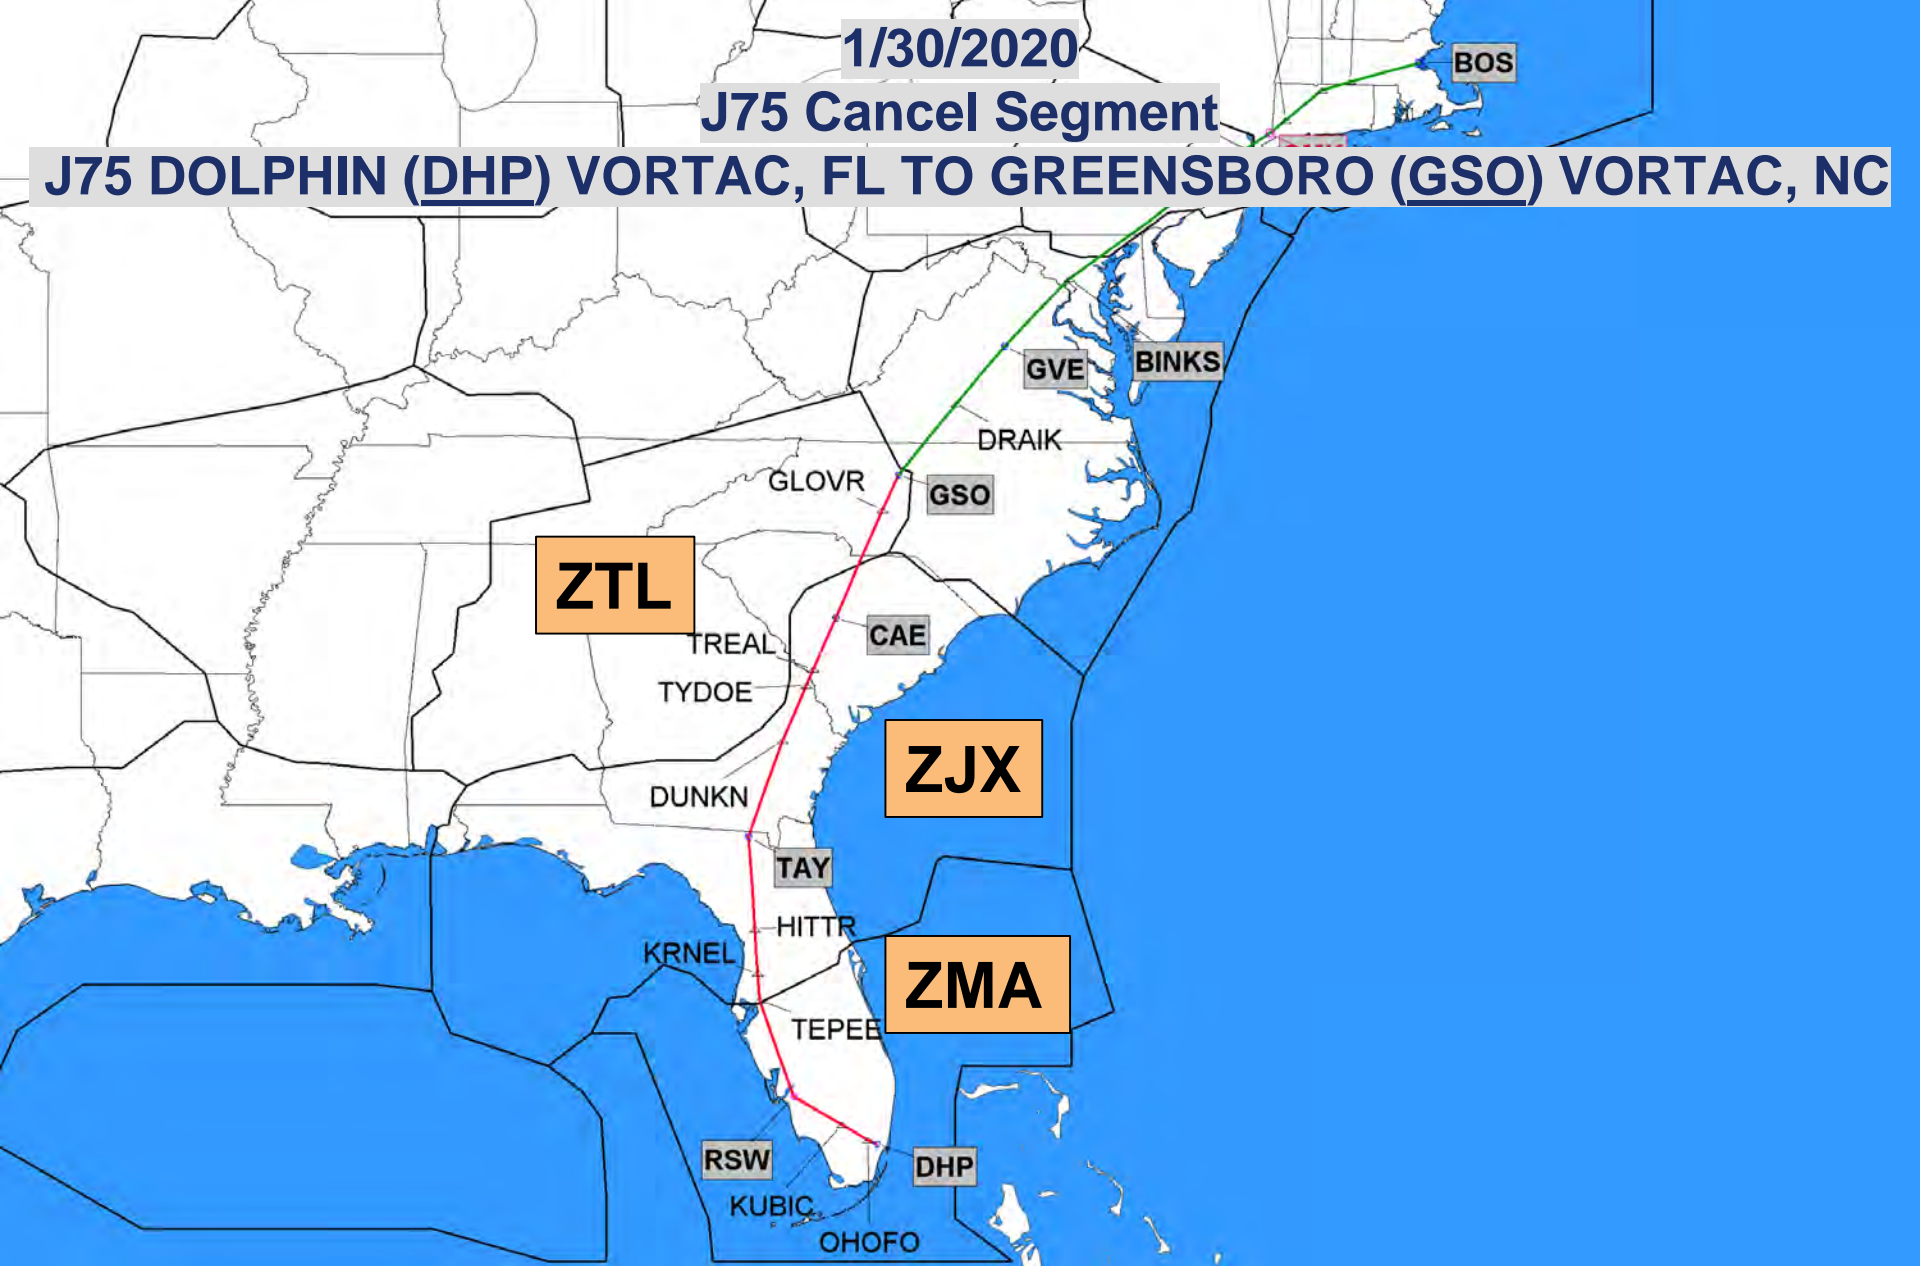 1/30/2020
J75 Cancel Segment
J75 DOLPHIN (DHP) VORTAC, FL TO GREENSBORO (GSO) VORTAC, NC
BOS
GVE
BINKS
DRAIK
GLOVR
GSO
ZTL
CAE
TREAL
TYDOE
ZJX
DUNKN
TAY
HITTR
KRNEL
ZMA
TEPEE
RSW
DHP
KUBIC
OHOFO